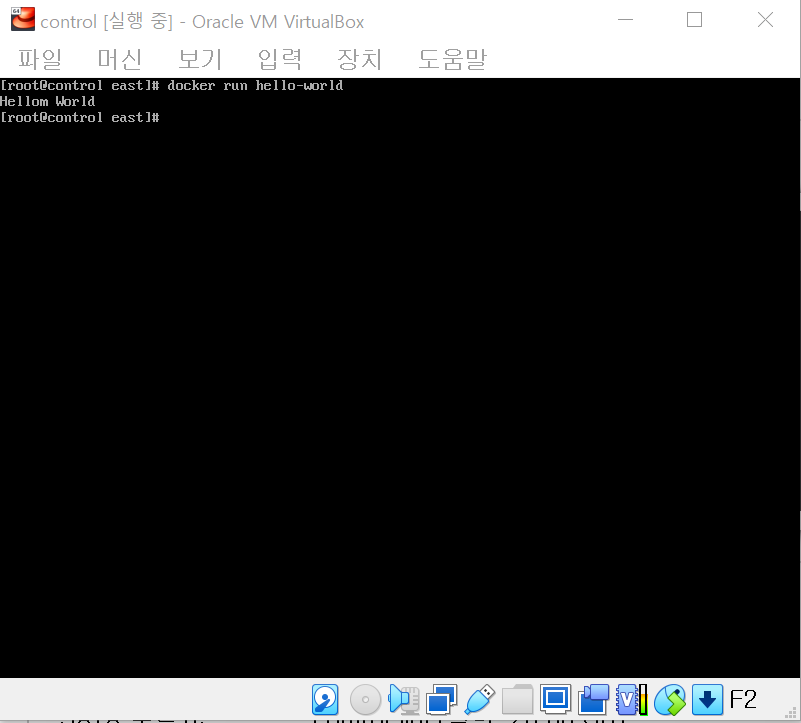 control [실행 중] - Oracle VM VirtualBox
파일 머신 보기 입력 장치 도움말
[root@control east]# docker run hello-world
Hellom World
[root@control east]#
F2